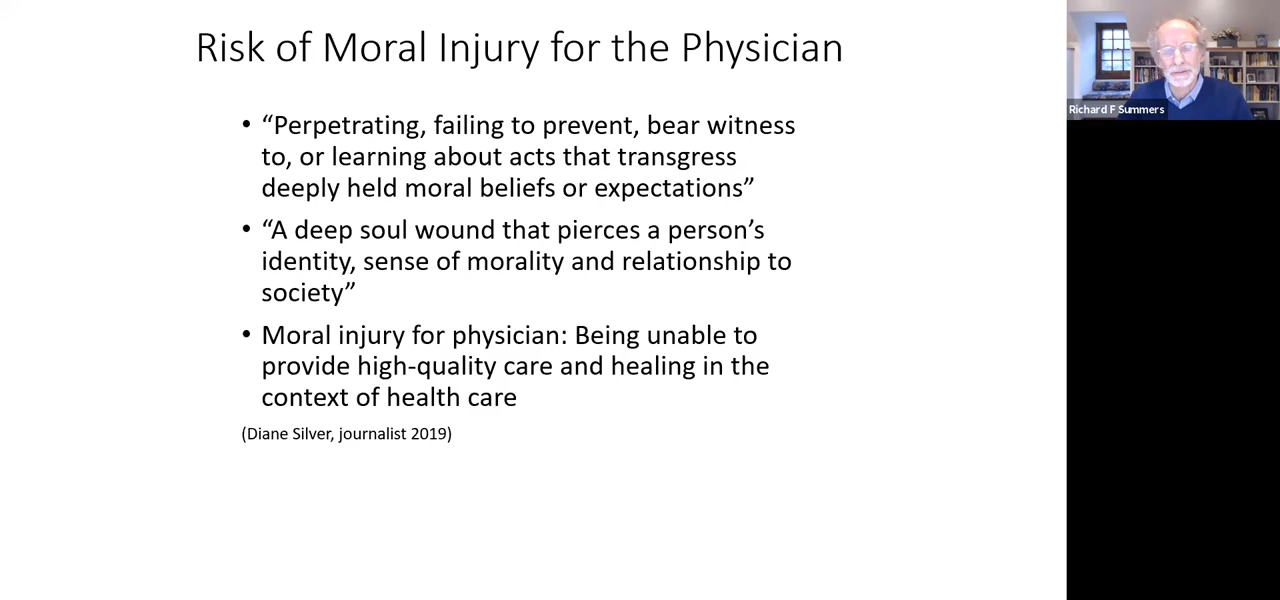 Risk of Moral Injury for the Physician
• “Perpetrating, failing to prevent, bear witness
to, or learning about acts that transgress
deeply held moral beliefs or expectations”
• “A deep soul wound that pierces a person’s
identity, sense of morality and relationship to
society”
• Moral injury for physician: Being unable to
provide high-quality care and healing in the
context of health care
(Diane Silver, journalist 2019)
Richard F Summers